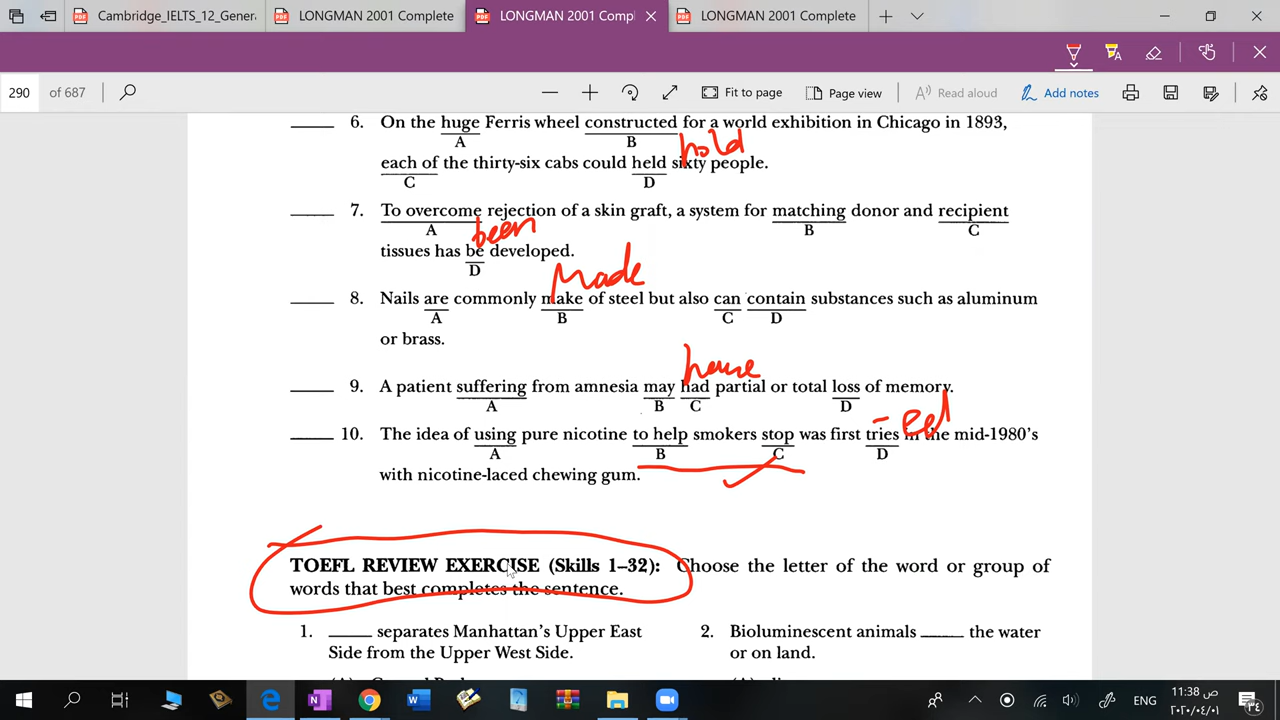 Cambridge_IELTS_12_Genera
LONGMAN 2001 Complete
LONGMAN 2001 Compl
LONGMAN 2001 Complete
290 of 687
Fit to page
Page view
Read aloud
Add notes
6. On the huge Ferris wheel constructed for a world exhibition in Chicago in 1893,
A B
hold
each of the thirty-six cabs could held sixty people.
C D
7. To overcome rejection of a skin graft, a system for matching donor and recipient
A B C
been
tissues has be developed.
D
Made
8. Nails are commonly make of steel but also can contain substances such as aluminum
A B C D
or brass.
have
9. A patient suffering from amnesia may had partial or total loss of memory.
A B C D
-ed
10. The idea of using pure nicotine to help smokers stop was first tries in the mid-1980's
A B C D
with nicotine-laced chewing gum.
TOEFL REVIEW EXERCISE (Skills 1–32): Choose the letter of the word or group of
words that best completes the sentence.
1. _____ separates Manhattan's Upper East
Side from the Upper West Side.
2. Bioluminescent animals _____ the water
or on land.
ENG
11:38 ص
٢٠٢٠/٠٤/٠١